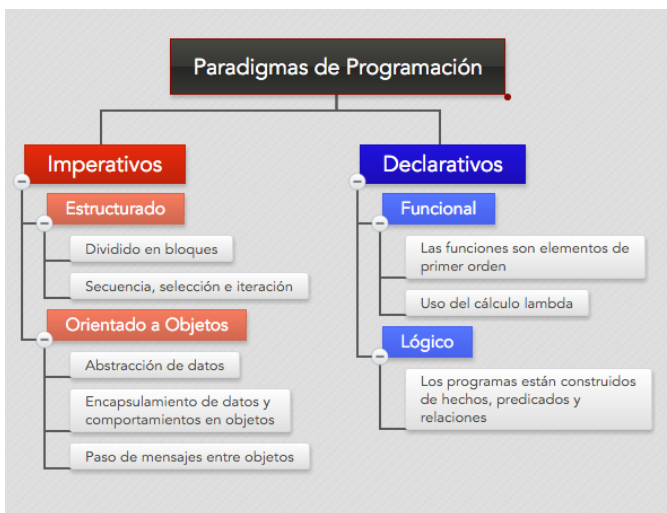 Paradigmas de Programación
Imperativos
Estructurado
Dividido en bloques
Secuencia, selección e iteración
Orientado a Objetos
Abstracción de datos
Encapsulamiento de datos y
comportamientos en objetos
Paso de mensajes entre objetos
Declarativos
Funcional
Las funciones son elementos de
primer orden
Uso del cálculo lambda
Lógico
Los programas están construidos
de hechos, predicados y
relaciones